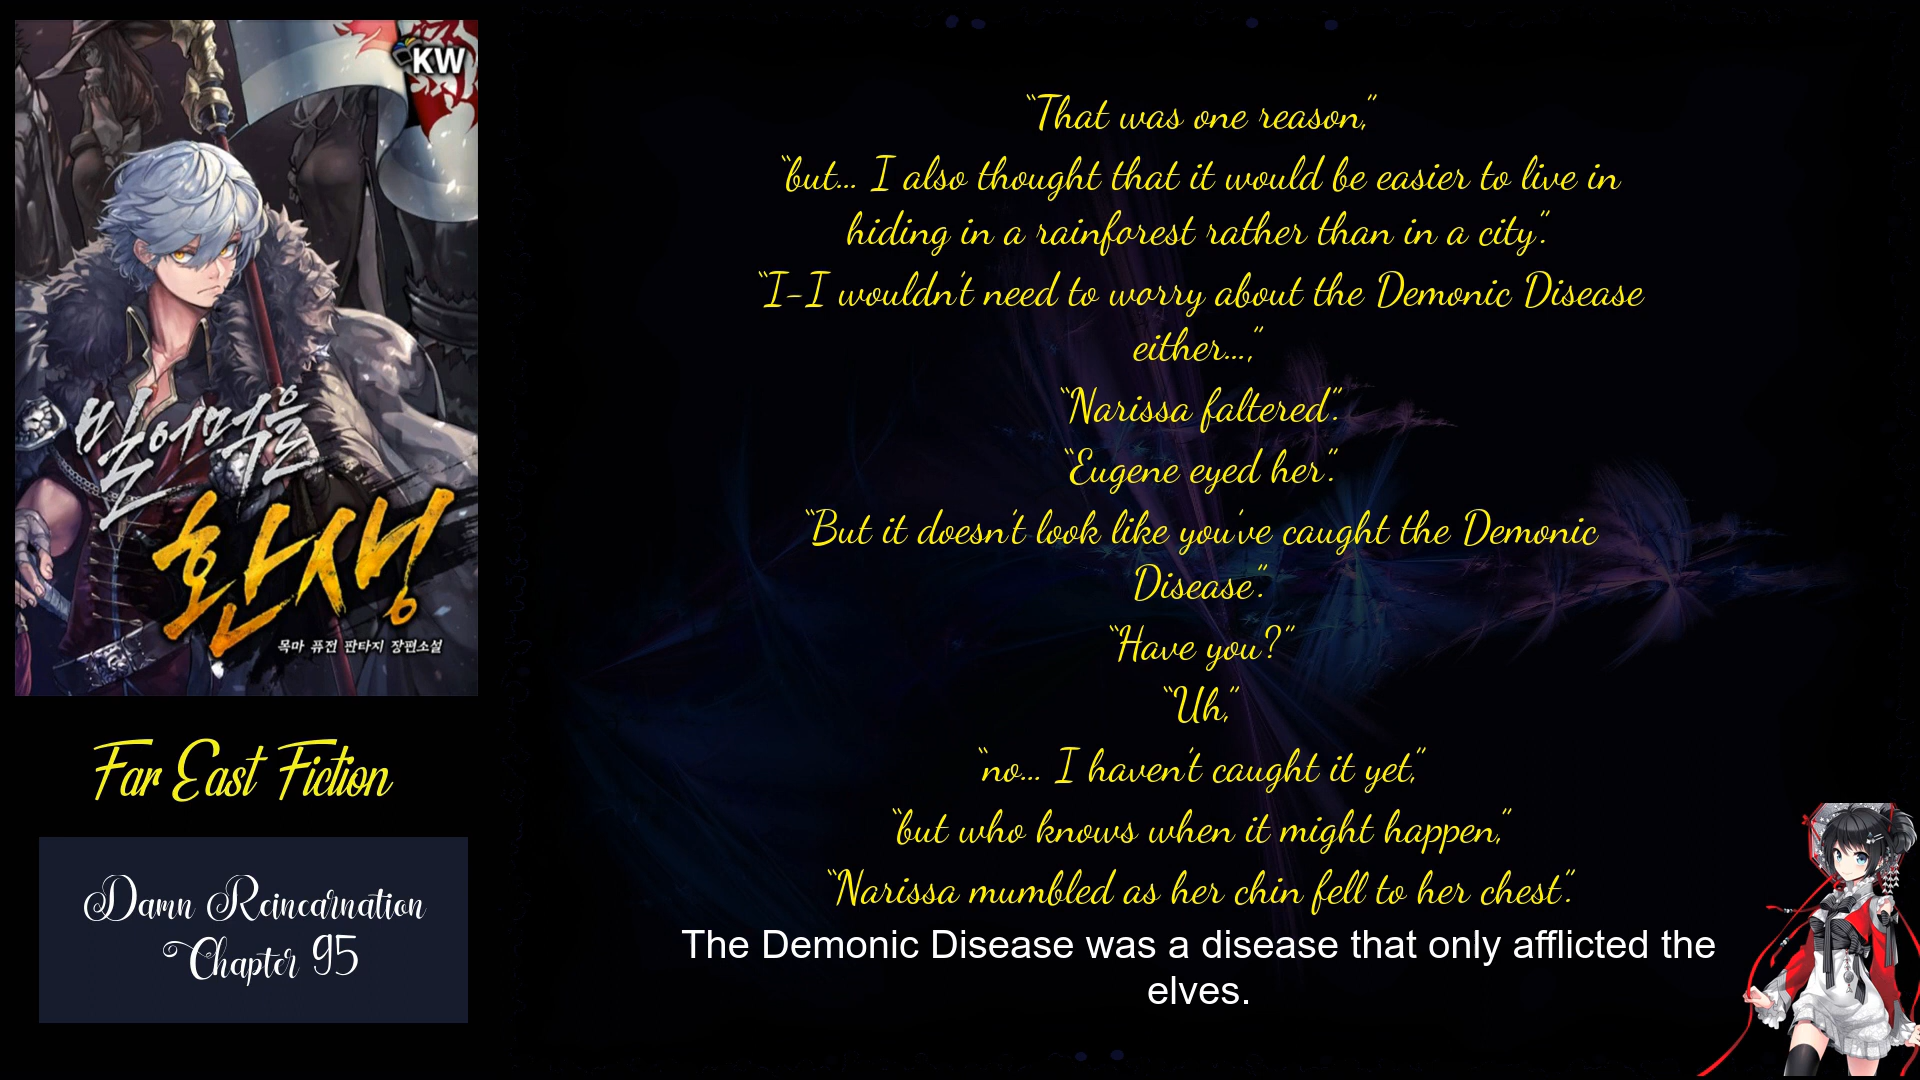 KW
빌어먹을
환생
목마 퓨전 판타지 장편소설
Far East Fiction
Damn Reincarnation
Chapter 95
“That was one reason,”
“but... I also thought that it would be easier to live in
hiding in a rainforest rather than in a city”.
“I-I wouldn't need to worry about the Demonic Disease
either...,”
“Narissa faltered”.
“Eugene eyed her”.
“But it doesn't look like you've caught the Demonic
Disease”.
“Have you?”
“Uh,”
“no... I haven't caught it yet,”
“but who knows when it might happen,”
“Narissa mumbled as her chin fell to her chest”.
The Demonic Disease was a disease that only afflicted the
elves.